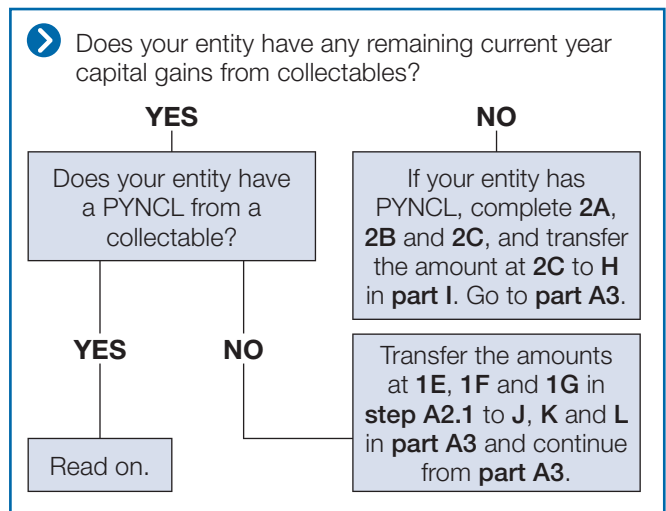 Does your entity have any remaining current year
capital gains from collectables?
YES
NO
Does your entity have
a PYNCL from a
collectable?
If your entity has
PYNCL, complete 2A,
2B and 2C, and transfer
the amount at 2C to H
in part I. Go to part A3.
YES
NO
Read on.
Transfer the amounts
at 1E, 1F and 1G in
step A2.1 to J, K and L
in part A3 and continue
from part A3.